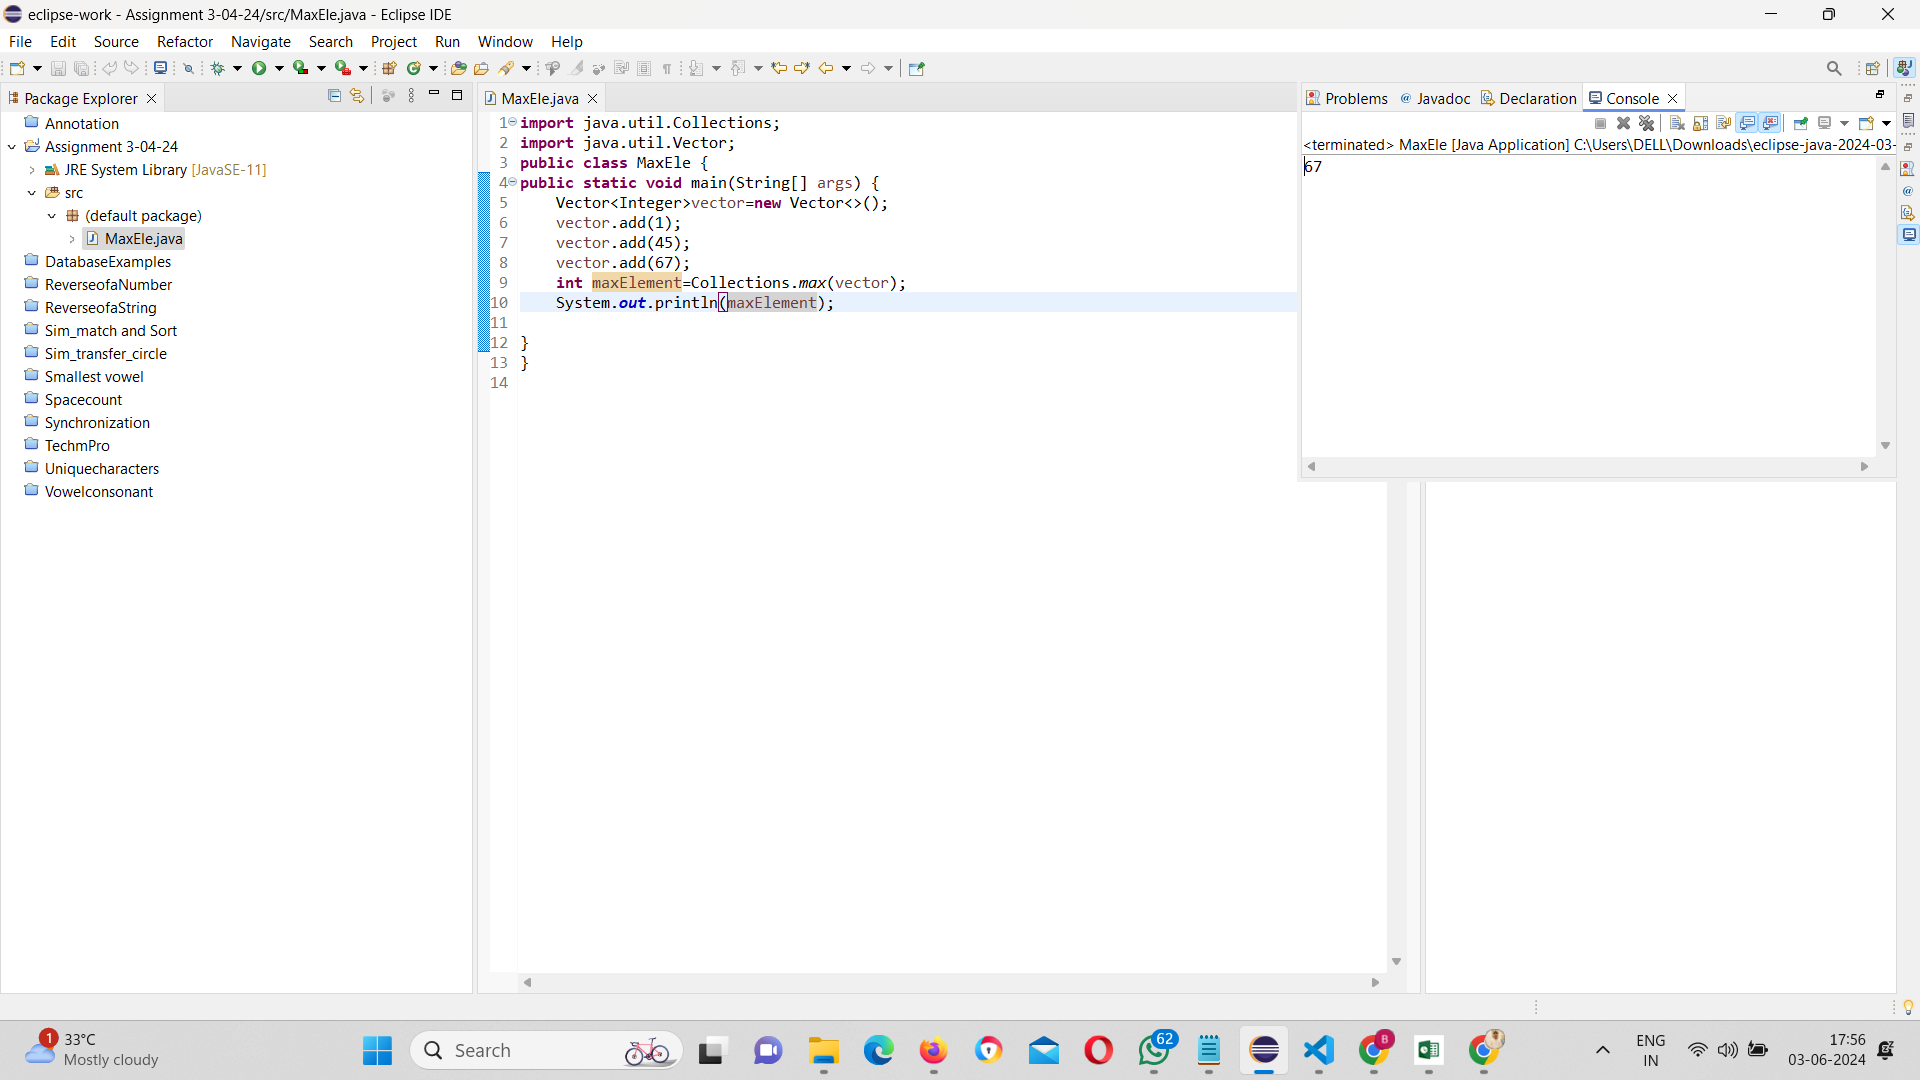 eclipse-work - Assignment 3-04-24/src/MaxEle.java - Eclipse IDE
File Edit Source Refactor Navigate Search Project Run Window Help
Package Explorer
Annotation
Assignment 3-04-24
JRE System Library [JavaSE-11]
src
(default package)
MaxEle.java
DatabaseExamples
ReverseofaNumber
ReverseofaString
Sim_match and Sort
Sim_transfer_circle
Smallest vowel
Spacecount
Synchronization
TechmPro
Uniquecharacters
Vowelconsonant
MaxEle.java
1 import java.util.Collections;
2 import java.util.Vector;
3 public class MaxEle {
4 public static void main(String[] args) {
5 Vector<Integer>vector=new Vector<>();
6 vector.add(1);
7 vector.add(45);
8 vector.add(67);
9 int maxElement=Collections.max(vector);
10 System.out.println(maxElement);
11
12 }
13 }
14
Problems @ Javadoc Declaration Console
<terminated> MaxEle [Java Application] C:\Users\DELL\Downloads\eclipse-java-2024-03-
67
1
33°C
Mostly cloudy
Search
62
B
ENG
IN
17:56
03-06-2024